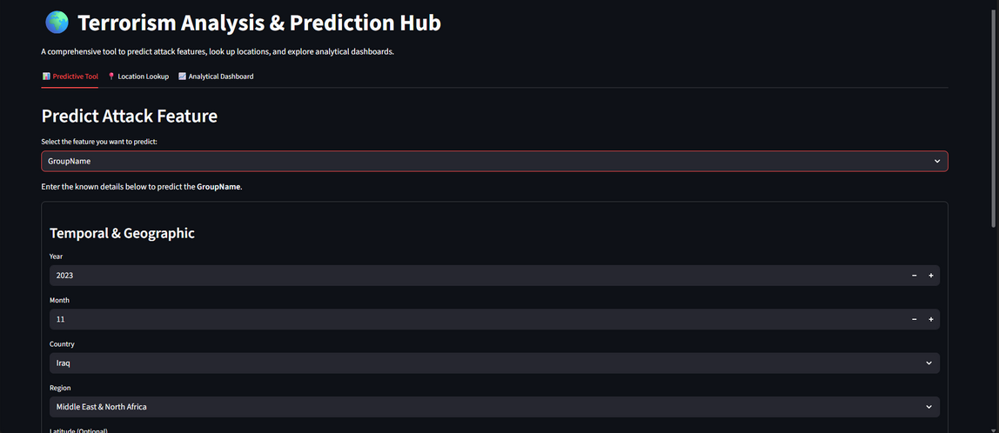 Terrorism Analysis & Prediction Hub
A comprehensive tool to predict attack features, look up locations, and explore analytical dashboards.
Predictive Tool Location Lookup Analytical Dashboard
Predict Attack Feature
Select the feature you want to predict:
GroupName
Enter the known details below to predict the GroupName.
Temporal & Geographic
Year
2023
Month
11
Country
Iraq
Region
Middle East & North Africa
Latitude (Optional)